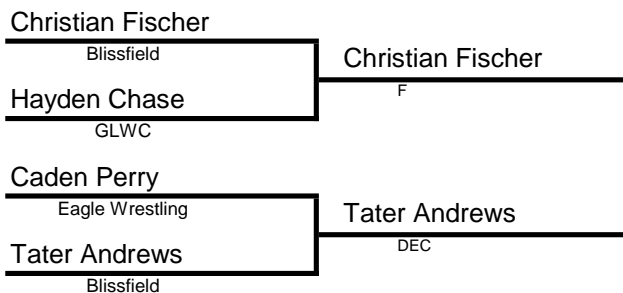 Christian Fischer
Blissfield
Christian Fischer
F
Hayden Chase
GLWC
Caden Perry
Eagle Wrestling
Tater Andrews
DEC
Tater Andrews
Blissfield